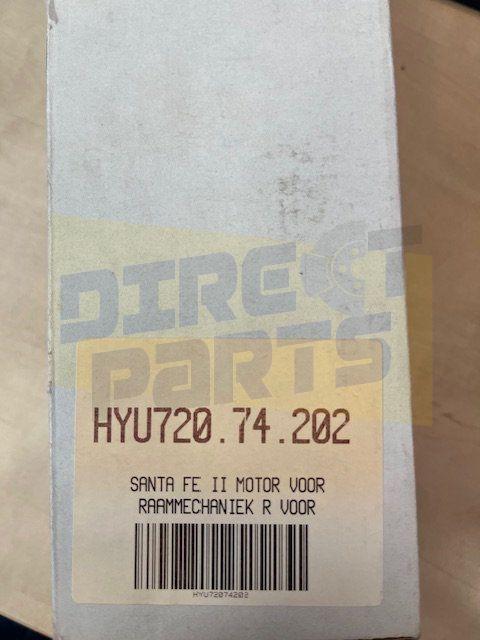 DIRECT
PARTS
HYU720.74.202
SANTA FE II MOTOR VOOR
RAAMMECHANIEK R VOOR
HYU72074202